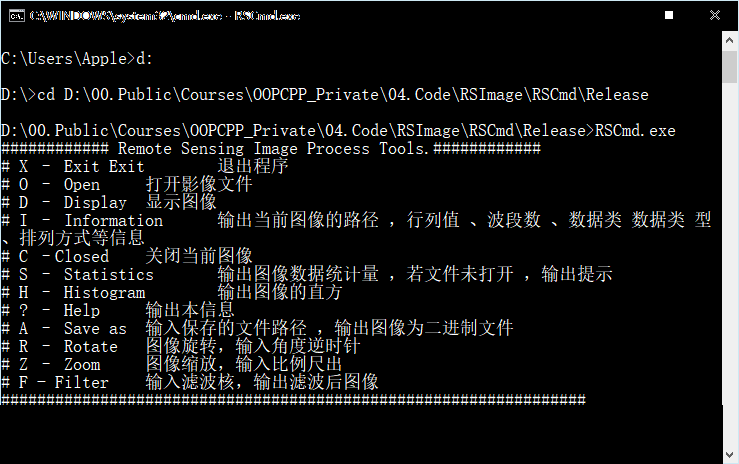 C:\WINDOWS\system32\cmd.exe - RSCmd.exe
C:\Users\Apple>d:
D:\>cd D:\00.Public\Courses\OOPCPP_Private\04.Code\RSImage\RSCmd\Release
D:\00.Public\Courses\OOPCPP_Private\04.Code\RSImage\RSCmd\Release>RSCmd.exe
############ Remote Sensing Image Process Tools.############
# X - Exit Exit 退出程序
# O - Open 打开影像文件
# D - Display 显示图像
# I - Information 输出当前图像的路径 ，行列值 、波段数 、数据类 数据类 型
、排列方式等信息
# C -Closed 关闭当前图像
# S - Statistics 输出图像数据统计量 ，若文件未打开 ，输出提示
# H - Histogram 输出图像的直方
# ? - Help 输出本信息
# A - Save as 输入保存的文件路径 ，输出图像为二进制文件
# R - Rotate 图像旋转，输入角度逆时针
# Z - Zoom 图像缩放，输入比例尺出
# F - Filter 输入滤波核，输出滤波后图像
#################################################################